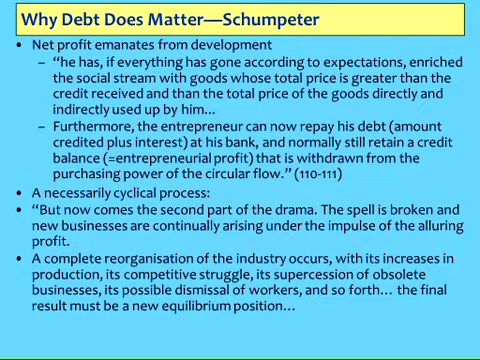 Why Debt Does Matter—Schumpeter
• Net profit emanates from development
– “he has, if everything has gone according to expectations, enriched
the social stream with goods whose total price is greater than the
credit received and than the total price of the goods directly and
indirectly used up by him...
– Furthermore, the entrepreneur can now repay his debt (amount
credited plus interest) at his bank, and normally still retain a credit
balance (=entrepreneurial profit) that is withdrawn from the
purchasing power of the circular flow.” (110-111)
• A necessarily cyclical process:
• “But now comes the second part of the drama. The spell is broken and
new businesses are continually arising under the impulse of the alluring
profit.
• A complete reorganisation of the industry occurs, with its increases in
production, its competitive struggle, its supercession of obsolete
businesses, its possible dismissal of workers, and so forth… the final
result must be a new equilibrium position…